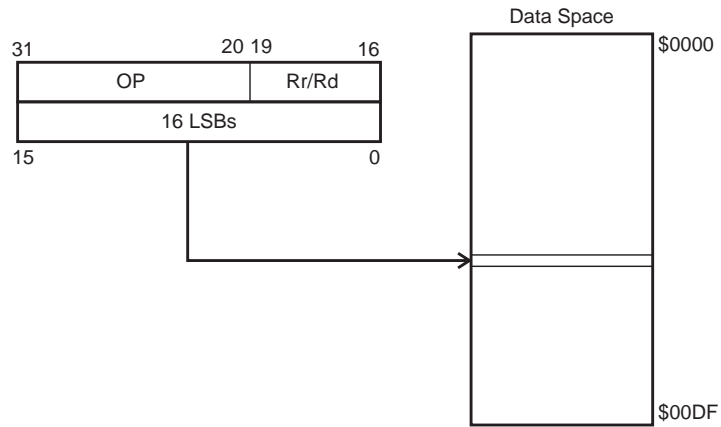 Data Space
31 20 19 16
$0000
OP Rr/Rd
16 LSBs
15 0
$00DF